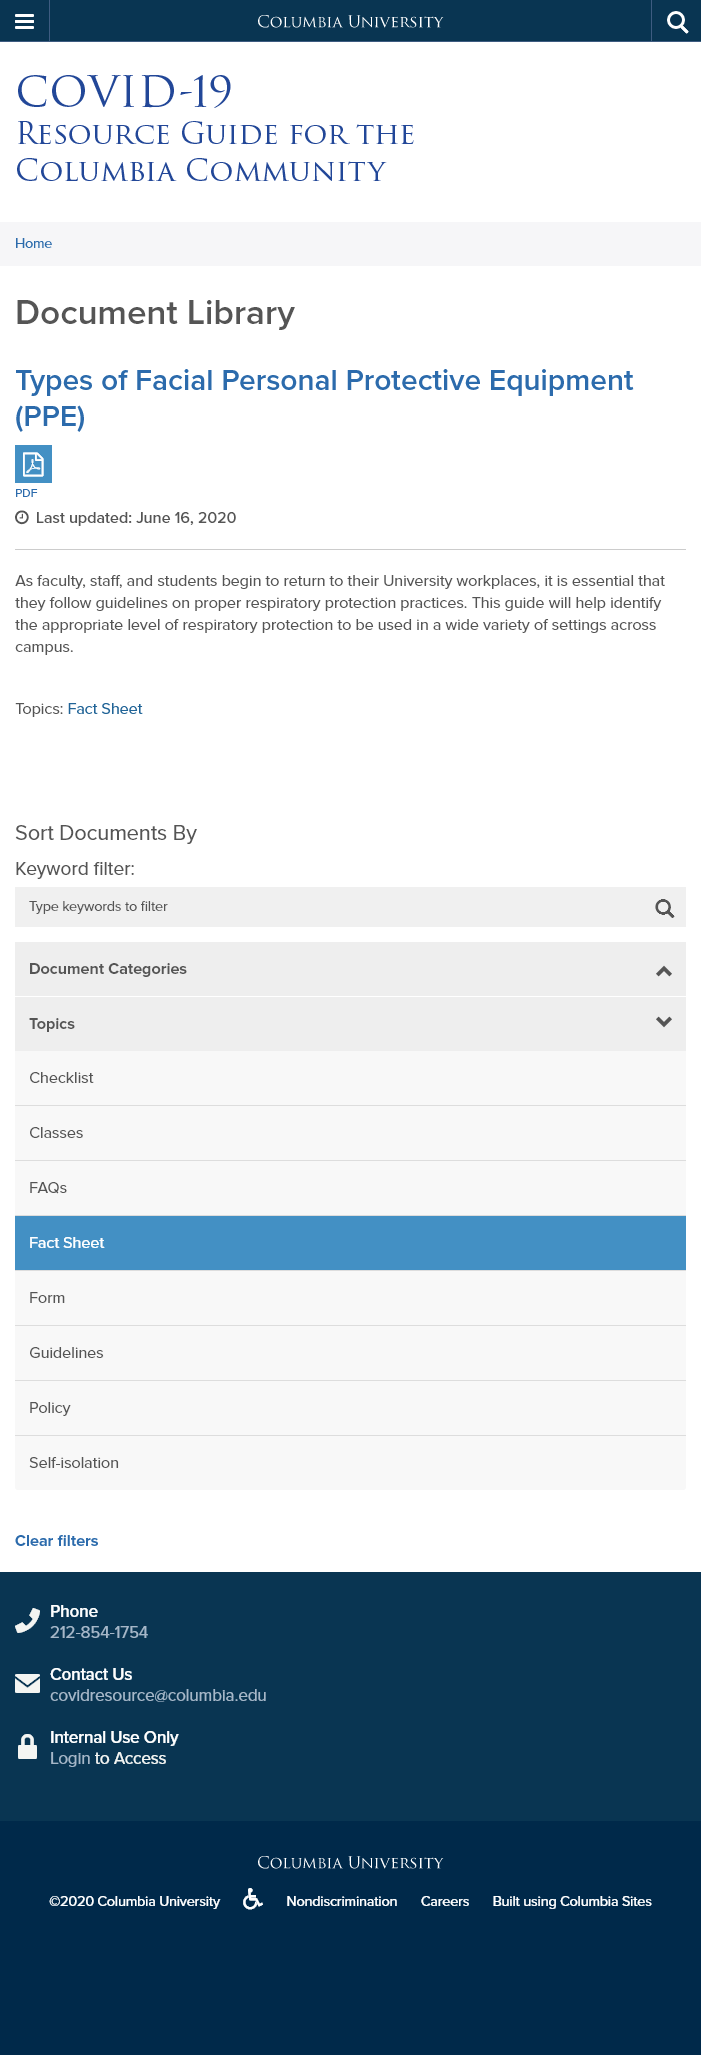 Columbia University
COVID-19
Resource Guide for the
Columbia Community
Home
Document Library
Types of Facial Personal Protective Equipment
(PPE)
PDF
Last updated: June 16, 2020
As faculty, staff, and students begin to return to their University workplaces, it is essential that
they follow guidelines on proper respiratory protection practices. This guide will help identify
the appropriate level of respiratory protection to be used in a wide variety of settings across
campus.
Topics: Fact Sheet
Sort Documents By
Keyword filter:
Type keywords to filter
Document Categories
Topics
Checklist
Classes
FAQs
Fact Sheet
Form
Guidelines
Policy
Self-isolation
Clear filters
Phone
212-854-1754
Contact Us
covidresource@columbia.edu
Internal Use Only
Login to Access
Columbia University
©2020 Columbia University Nondiscrimination Careers Built using Columbia Sites